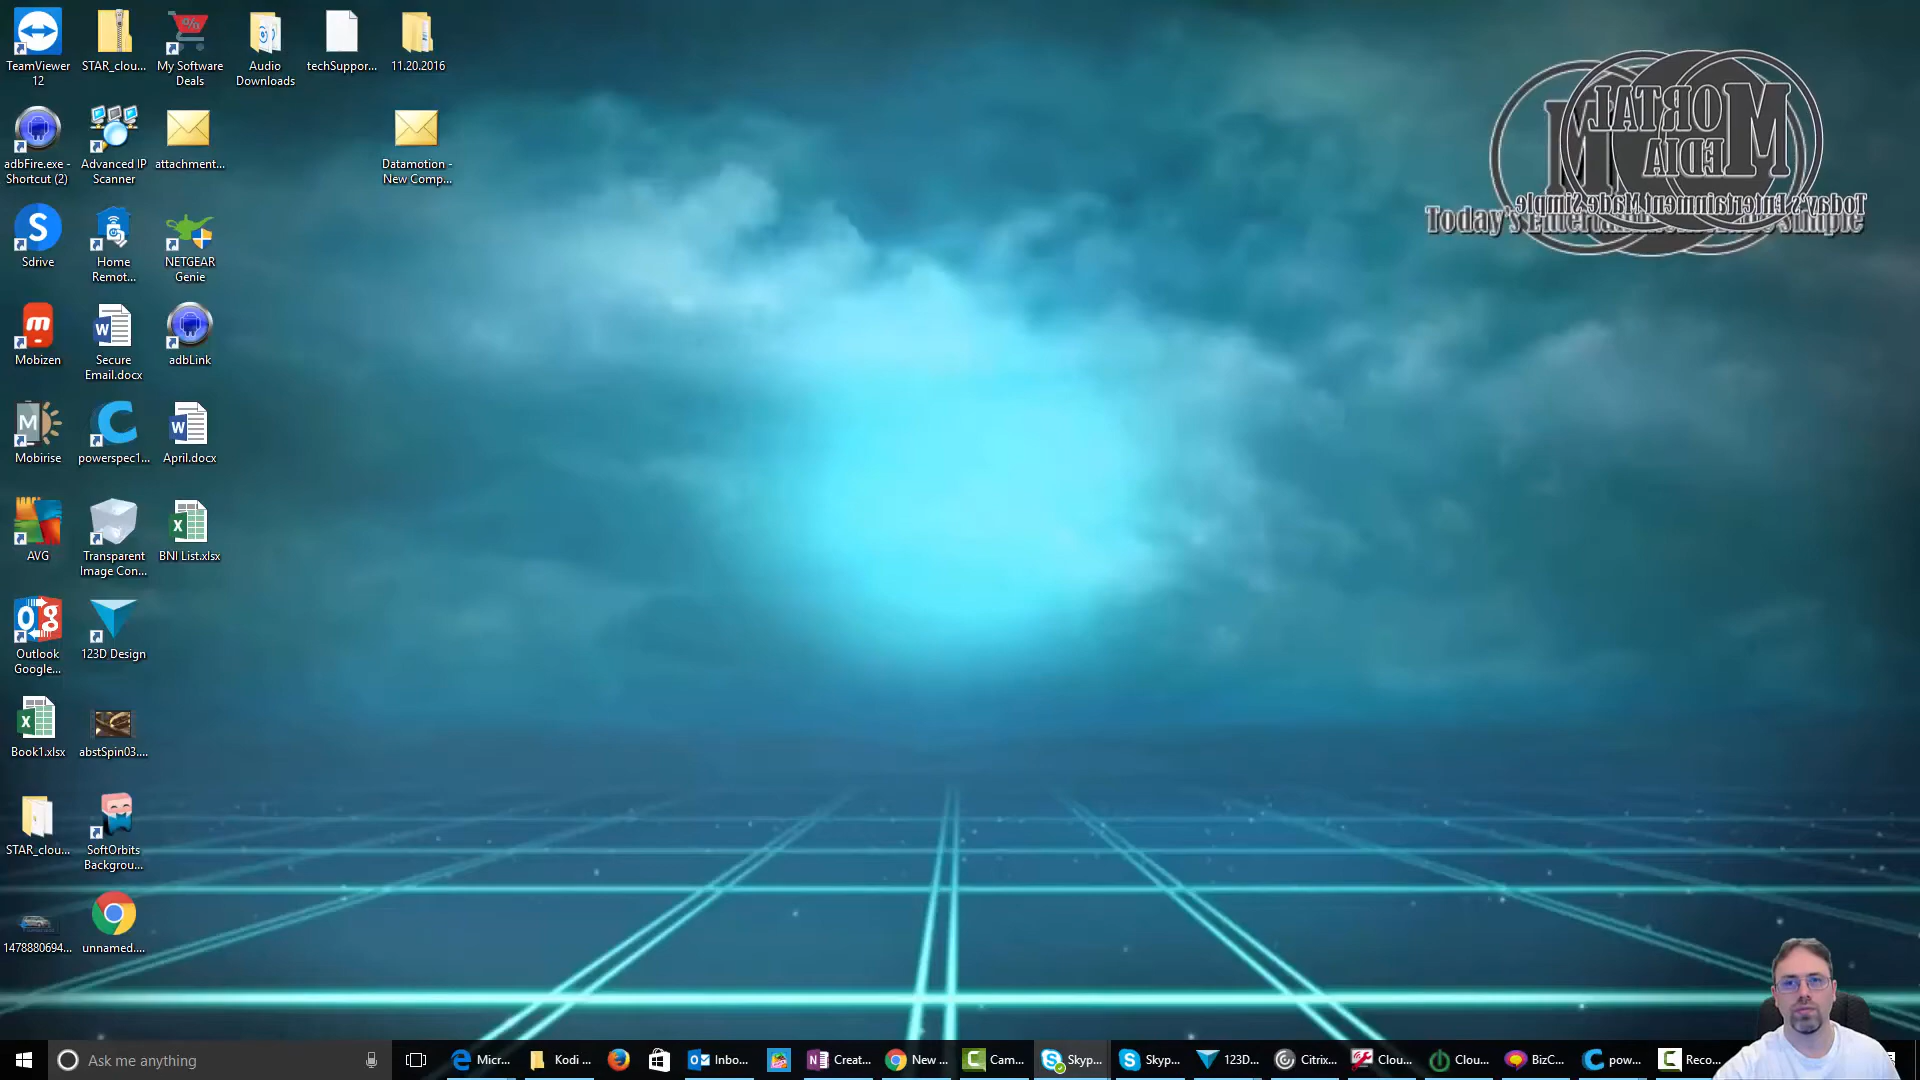 TeamViewer
12
STAR_clou...
My Software
Deals
Audio
Downloads
techSuppor...
11.20.2016
adbFire.exe -
Shortcut (2)
Advanced IP
Scanner
attachment...
Datamotion -
New Comp...
Sdrive
Home
Remot...
NETGEAR
Genie
Mobizen
Secure
Email.docx
adbLink
Mobirise
powerspec1...
April.docx
AVG
Transparent
Image Con...
BNI List.xlsx
Outlook
Google...
123D Design
Book1.xlsx
abstSpin03....
STAR_clou...
SoftOrbits
Backgrou...
1478880694...
unnamed....
MORTAL
MEDIA
Today's Entertainment Made Simple
Ask me anything
Micr...
Kodi ...
Inbo...
Creat...
New ...
Cam...
Skyp...
Skyp...
123D...
Citrix...
Clou...
Clou...
BizC...
pow...
Reco...